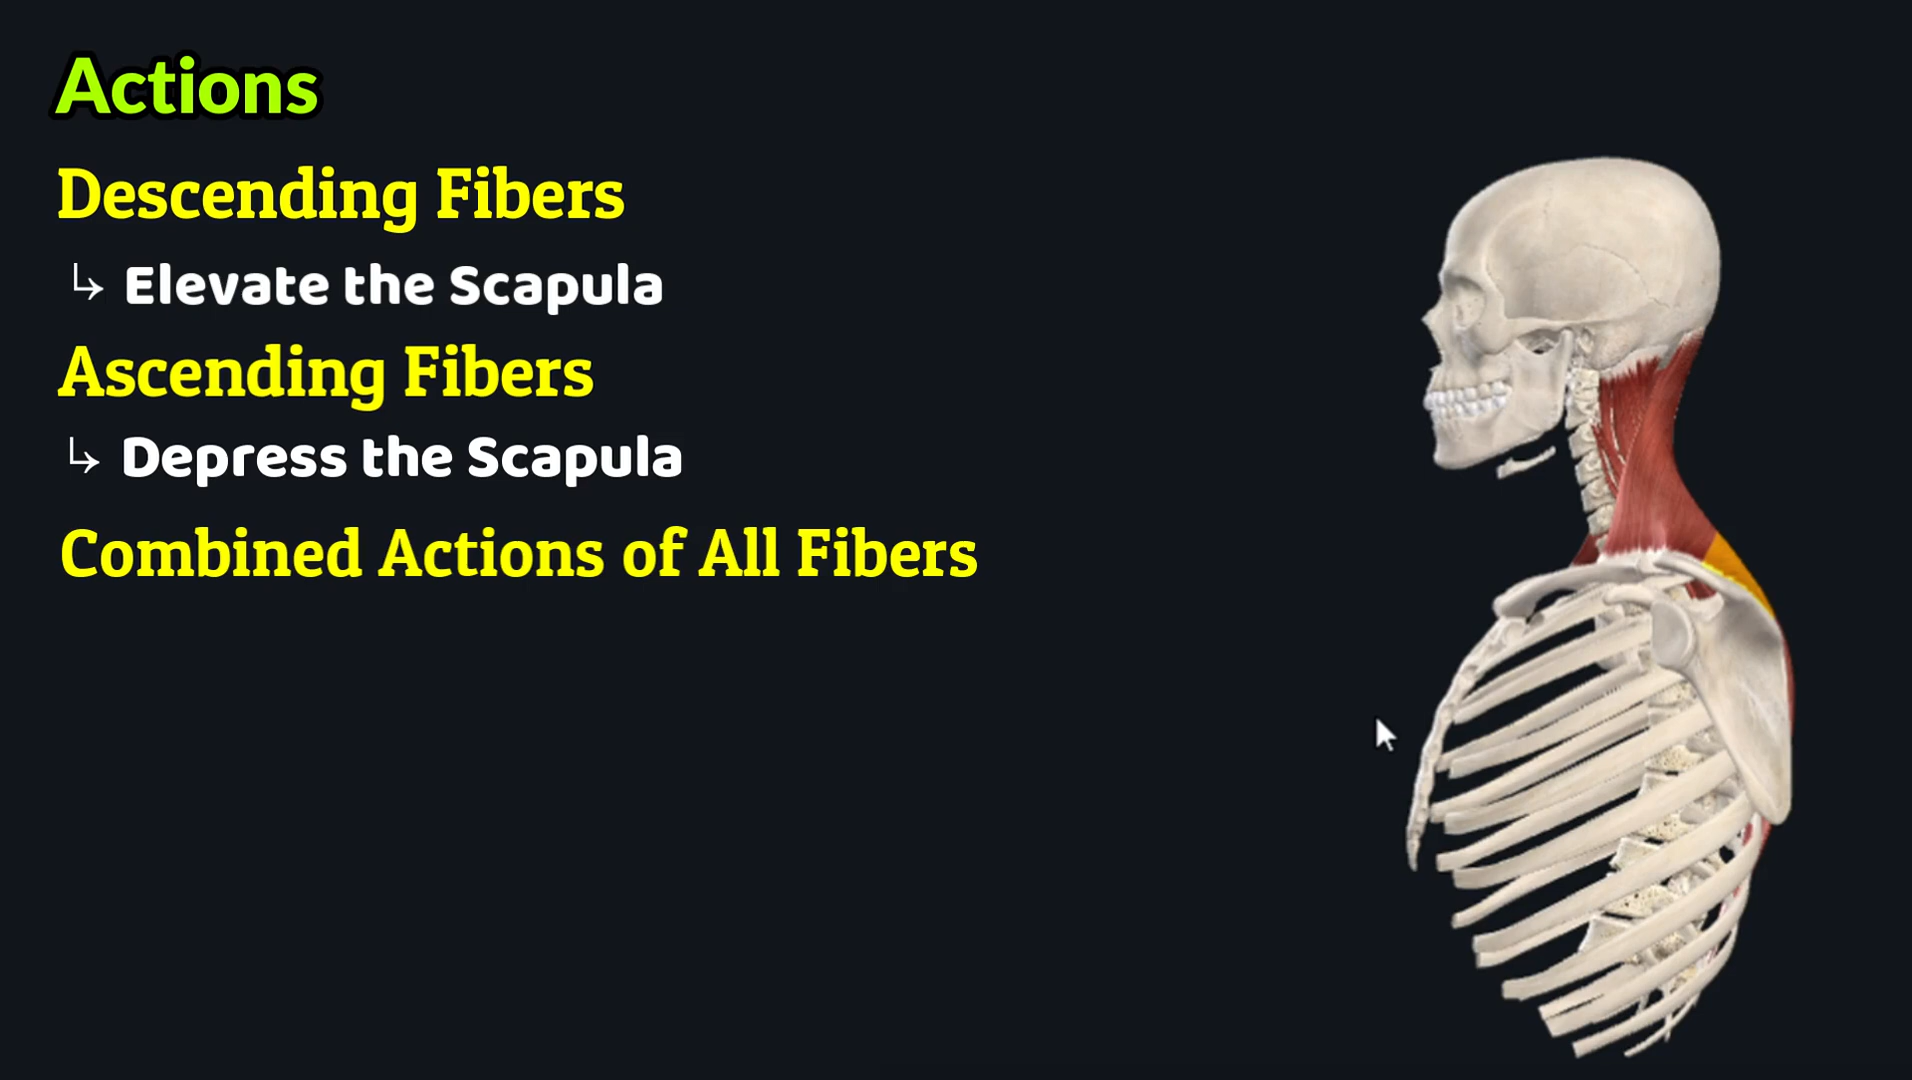 Actions
Descending Fibers
↳ Elevate the Scapula
Ascending Fibers
↳ Depress the Scapula
Combined Actions of All Fibers